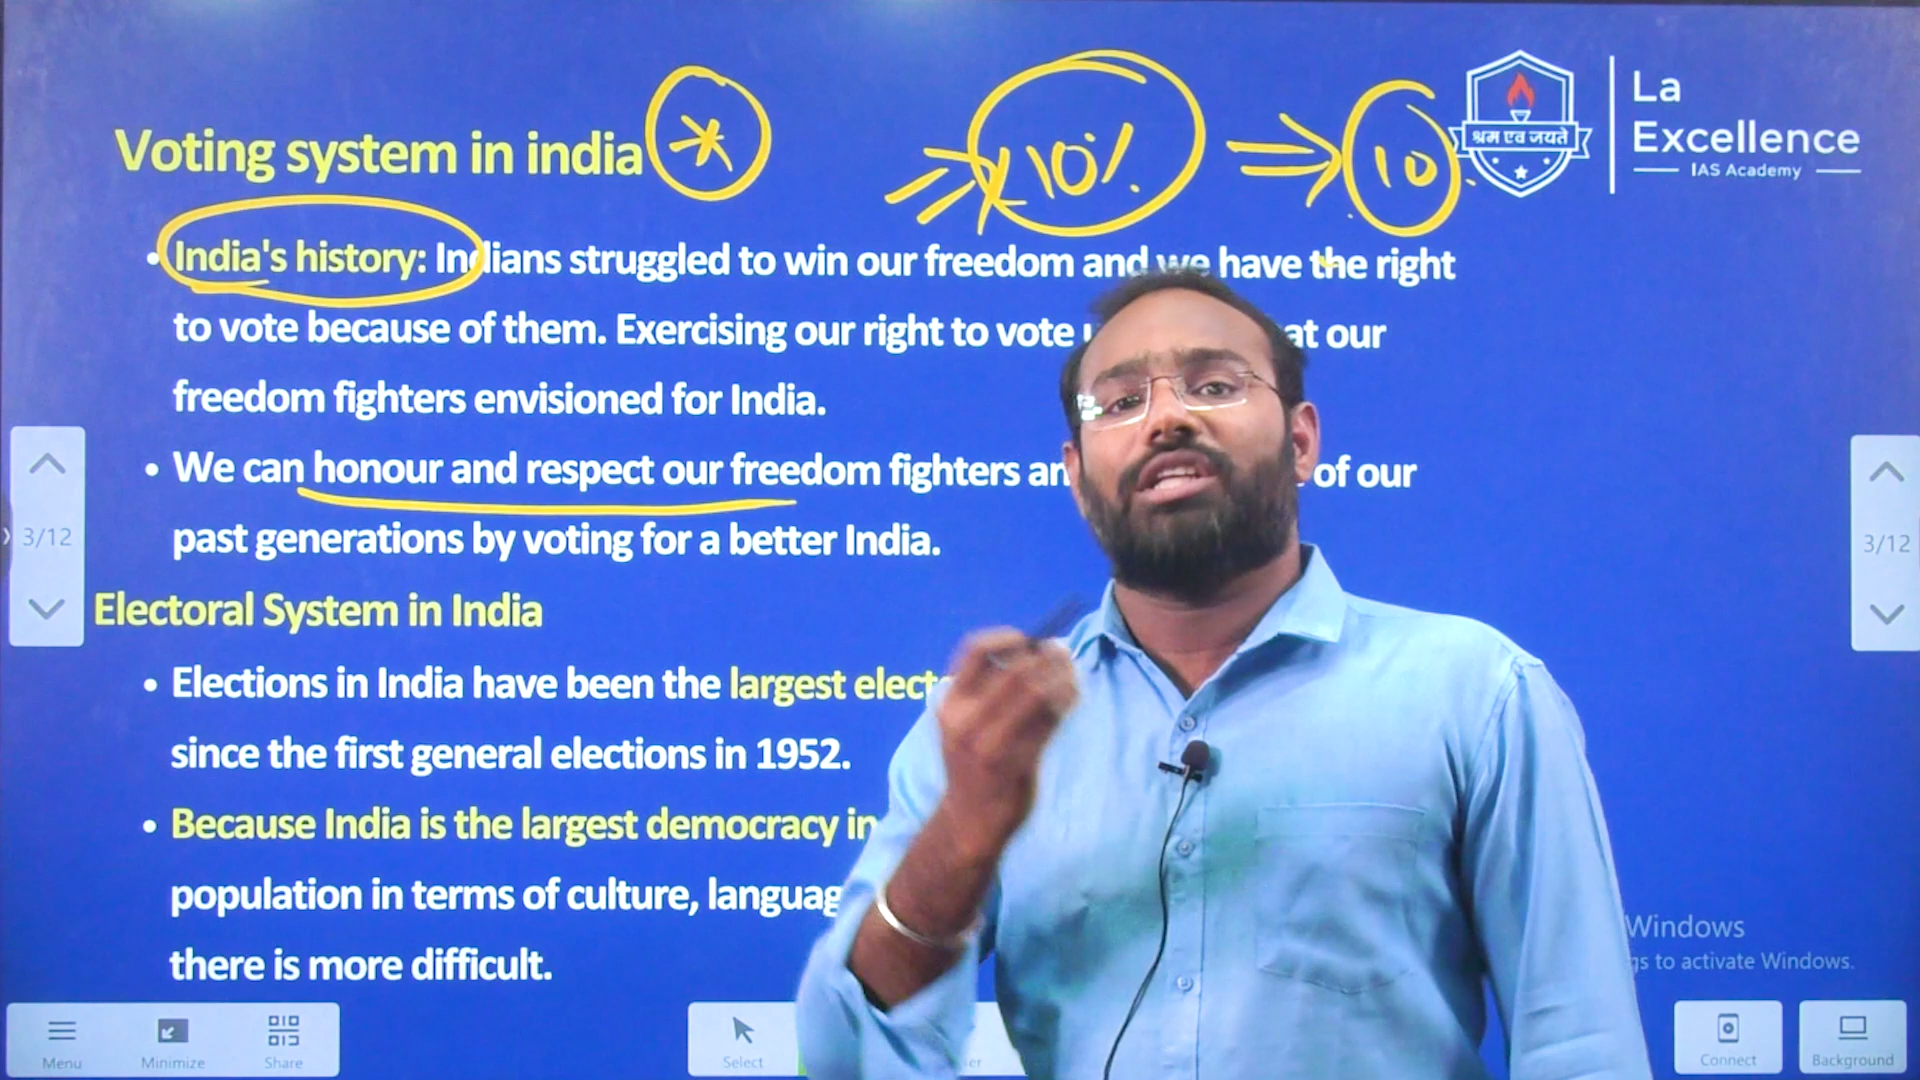 Voting system in india
*
10%
10
श्रम एव जयते
La
Excellence
IAS Academy
India's history: Indians struggled to win our freedom and we have the right
to vote because of them. Exercising our right to vote at our
freedom fighters envisioned for India.
We can honour and respect our freedom fighters of our
past generations by voting for a better India.
Electoral System in India
Elections in India have been the largest
since the first general elections in 1952.
Because India is the largest democracy in
population in terms of culture,
there is more difficult.
3/12
3/12
Windows
to activate Windows.
Menu
Minimize
Share
Select
Connect
Background